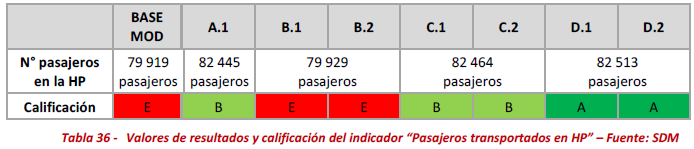 BASE MOD A.1 B.1 B.2 C.1 C.2 D.1 D.2
N° pasajeros en la HP 79 919 pasajeros 82 445 pasajeros 79 929 pasajeros 82 464 pasajeros 82 513 pasajeros
Calificación E B E E B B A A
Tabla 36 - Valores de resultados y calificación del indicador “Pasajeros transportados en HP” – Fuente: SDM